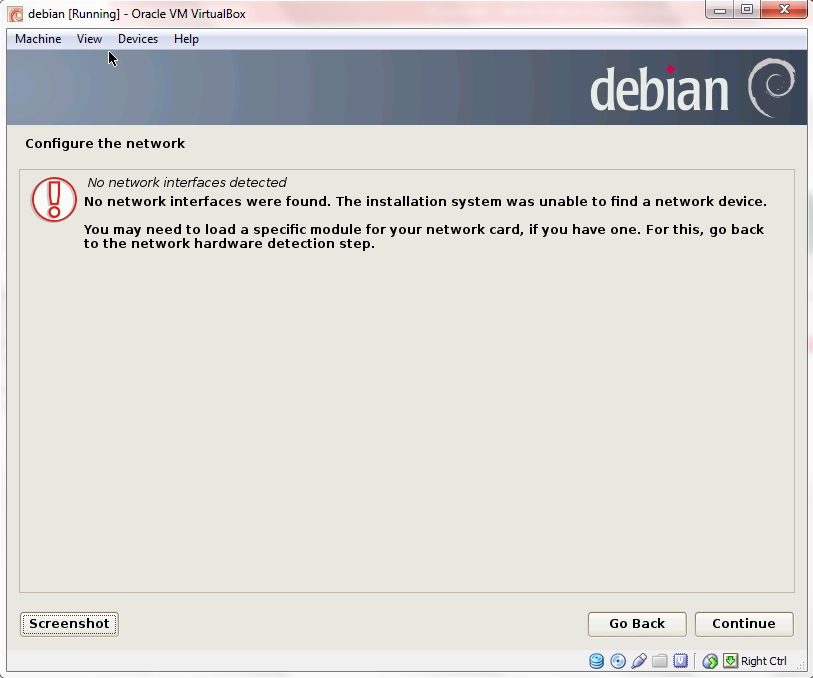 debian [Running] - Oracle VM VirtualBox
Machine View Devices Help
debian
Configure the network
No network interfaces detected
No network interfaces were found. The installation system was unable to find a network device.
You may need to load a specific module for your network card, if you have one. For this, go back
to the network hardware detection step.
Screenshot Go Back Continue
Right Ctrl